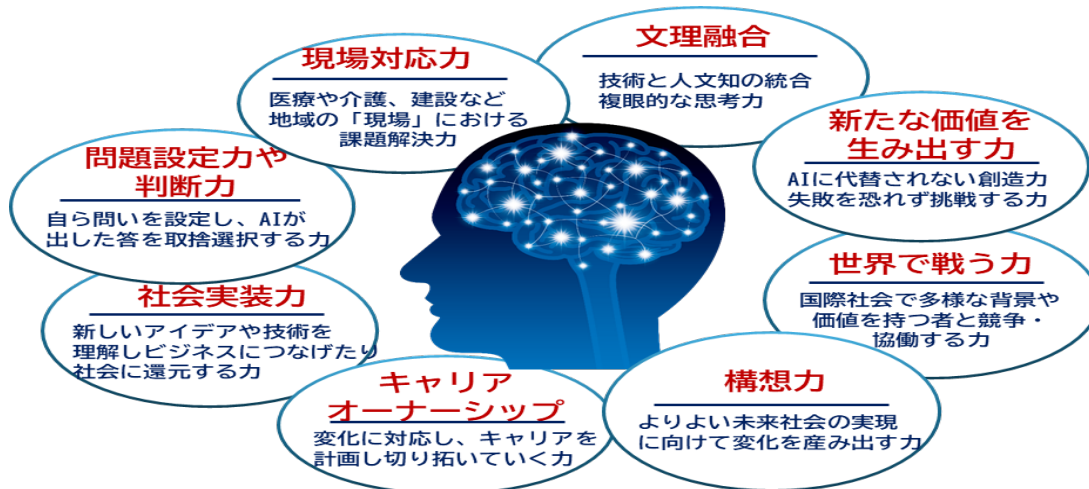 文理融合
技術と人文知の統合
複眼的な思考力
現場対応力
医療や介護、建設など
地域の「現場」における
課題解決力
新たな価値を
生み出す力
AIに代替されない創造力
失敗を恐れず挑戦する力
問題設定力や
判断力
自ら問いを設定し、AIが
出した答を取捨選択する力
世界で戦う力
国際社会で多様な背景や
価値を持つ者と競争・
協働する力
社会実装力
新しいアイデアや技術を
理解しビジネスにつなげたり
社会に還元する力
キャリア
オーナーシップ
変化に対応し、キャリアを
計画し切り拓いていく力
構想力
よりよい未来社会の実現
に向けて変化を産み出す力